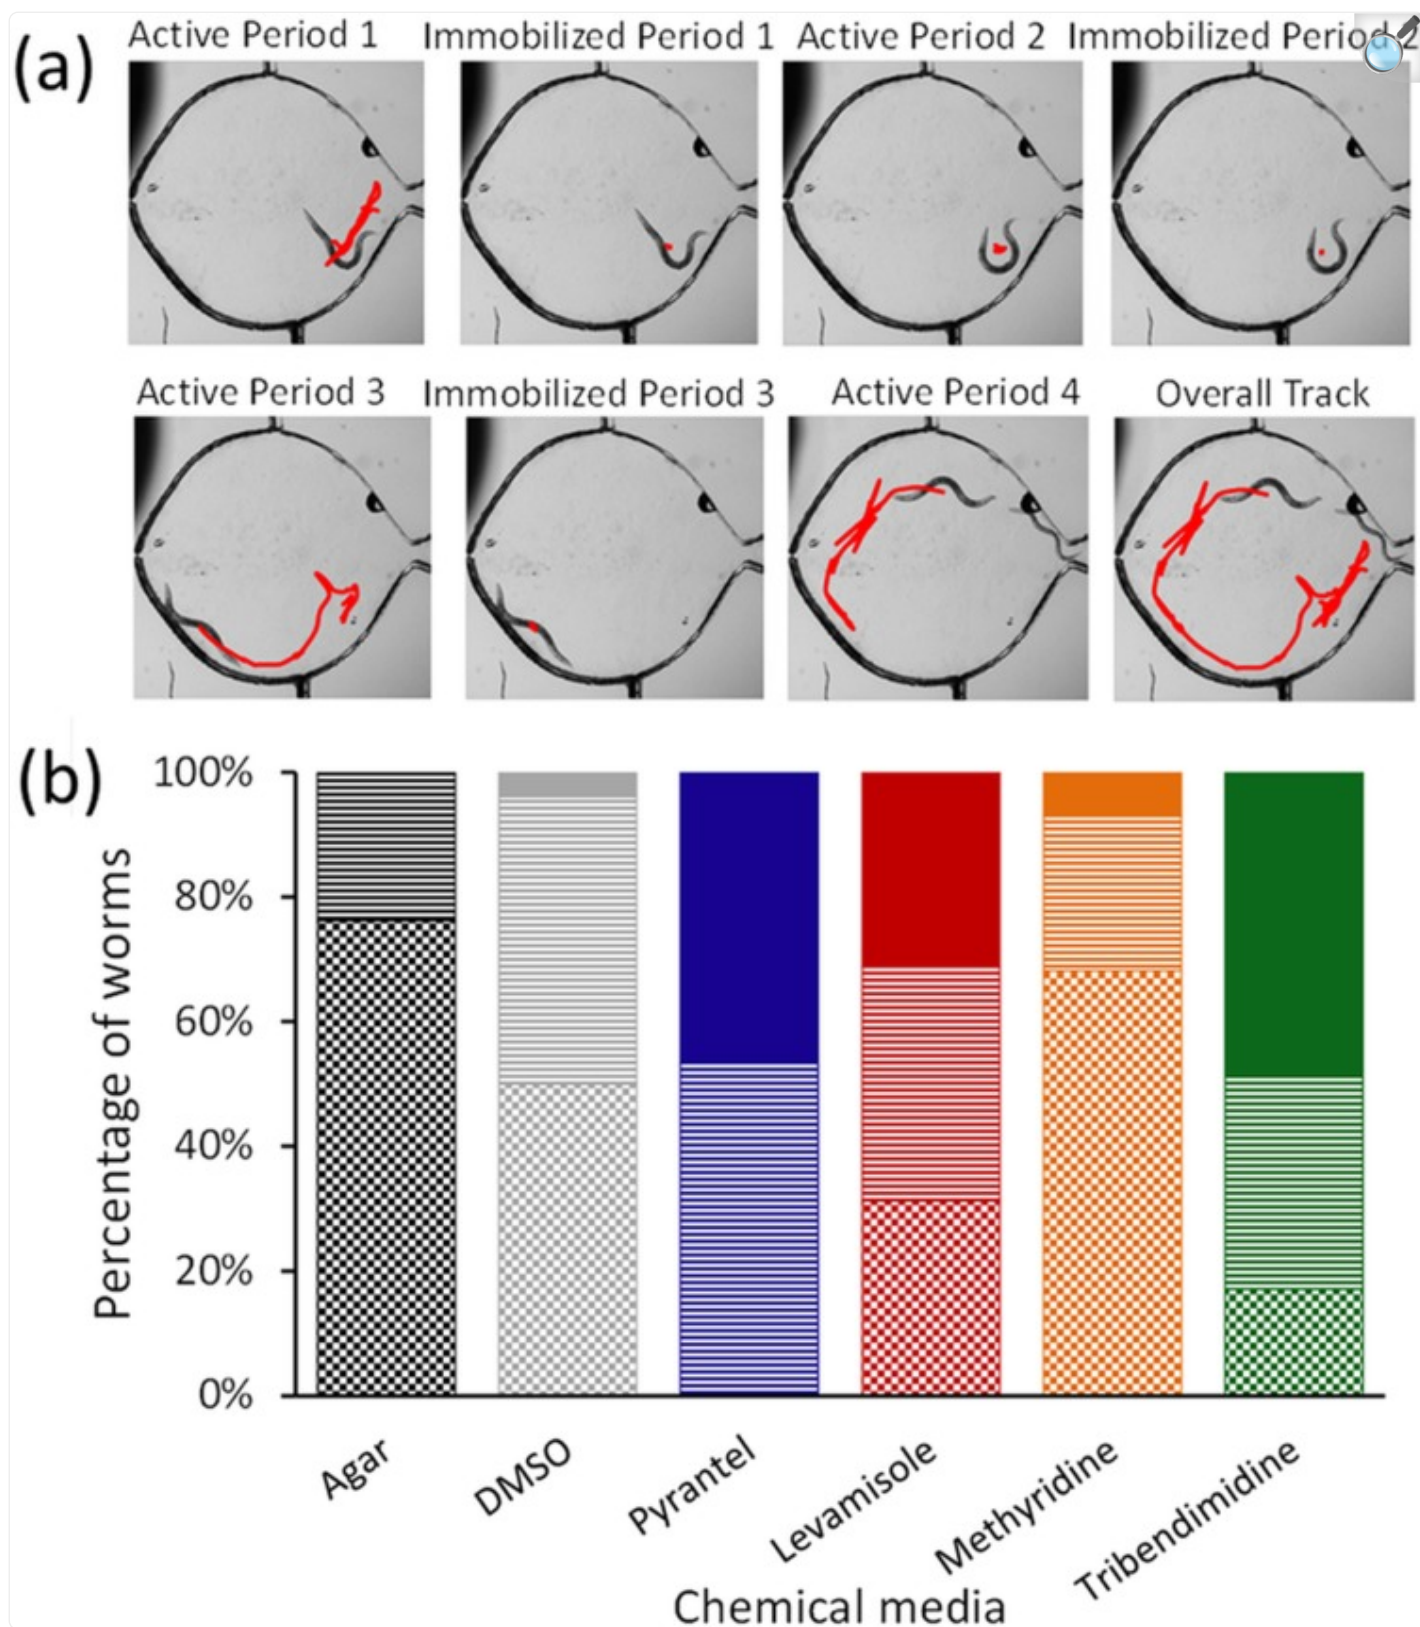 (a)
Active Period 1 Immobilized Period 1 Active Period 2 Immobilized Period 2
Active Period 3 Immobilized Period 3 Active Period 4 Overall Track
(b)
Percentage of worms
100%
80%
60%
40%
20%
0%
Agar
DMSO
Pyrantel
Levamisole
Methyridine
Tribendimidine
Chemical media